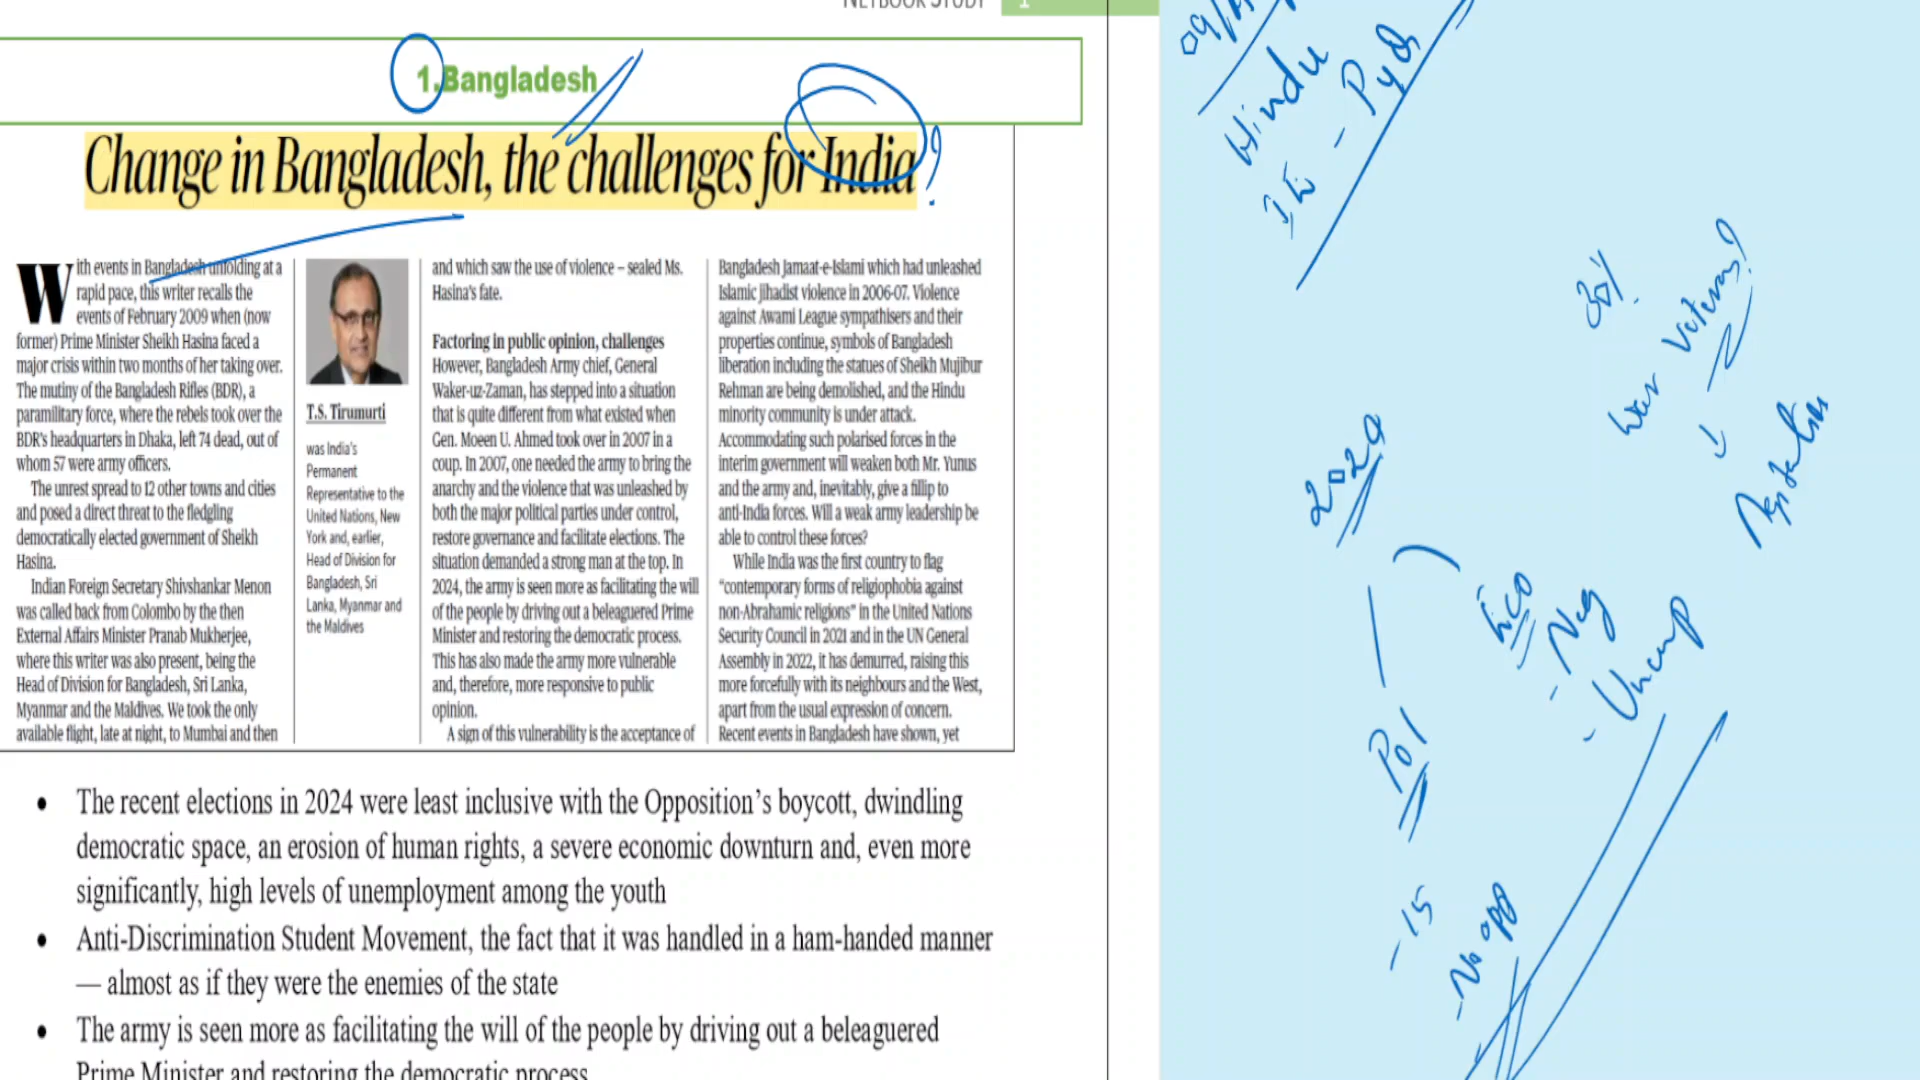 NETBOOK STUDY 1
1.Bangladesh
Change in Bangladesh, the challenges for India?
With events in Bangladesh unfolding at a
rapid pace, this writer recalls the
events of February 2009 when (now
former) Prime Minister Sheikh Hasina faced a
major crisis within two months of her taking over.
The mutiny of the Bangladesh Rifles (BDR), a
paramilitary force, where the rebels took over the
BDR's headquarters in Dhaka, left 74 dead, out of
whom 57 were army officers.
The unrest spread to 12 other towns and cities
and posed a direct threat to the fledgling
democratically elected government of Sheikh
Hasina.
Indian Foreign Secretary Shivshankar Menon
was called back from Colombo by the then
External Affairs Minister Pranab Mukherjee,
where this writer was also present, being the
Head of Division for Bangladesh, Sri Lanka,
Myanmar and the Maldives. We took the only
available flight, late at night, to Mumbai and then
T.S. Tirumurti
was India's
Permanent
Representative to the
United Nations, New
York and, earlier,
Head of Division for
Bangladesh, Sri
Lanka, Myanmar and
the Maldives
and which saw the use of violence – sealed Ms.
Hasina's fate.
Factoring in public opinion, challenges
However, Bangladesh Army chief, General
Waker-uz-Zaman, has stepped into a situation
that is quite different from what existed when
Gen. Moeen U. Ahmed took over in 2007 in a
coup. In 2007, one needed the army to bring the
anarchy and the violence that was unleashed by
both the major political parties under control,
restore governance and facilitate elections. The
situation demanded a strong man at the top. In
2024, the army is seen more as facilitating the will
of the people by driving out a beleaguered Prime
Minister and restoring the democratic process.
This has also made the army more vulnerable
and, therefore, more responsive to public
opinion.
A sign of this vulnerability is the acceptance of
Bangladesh Jamaat-e-Islami which had unleashed
Islamic jihadist violence in 2006-07. Violence
against Awami League sympathisers and their
properties continue, symbols of Bangladesh
liberation including the statues of Sheikh Mujibur
Rehman are being demolished, and the Hindu
minority community is under attack.
Accommodating such polarised forces in the
interim government will weaken both Mr. Yunus
and the army and, inevitably, give a fillip to
anti-India forces. Will a weak army leadership be
able to control these forces?
While India was the first country to flag
“contemporary forms of religiophobia against
non-Abrahamic religions” in the United Nations
Security Council in 2021 and in the UN General
Assembly in 2022, it has demurred, raising this
more forcefully with its neighbours and the West,
apart from the usual expression of concern.
Recent events in Bangladesh have shown, yet
• The recent elections in 2024 were least inclusive with the Opposition’s boycott, dwindling
democratic space, an erosion of human rights, a severe economic downturn and, even more
significantly, high levels of unemployment among the youth
• Anti-Discrimination Student Movement, the fact that it was handled in a ham-handed manner
— almost as if they were the enemies of the state
• The army is seen more as facilitating the will of the people by driving out a beleaguered
Prime Minister and restoring the democratic process
Hindu
- PYQs
30%.
War Veterans?
2024
Eco
- Neg
- Unemp
Pol
- 15
- No opp